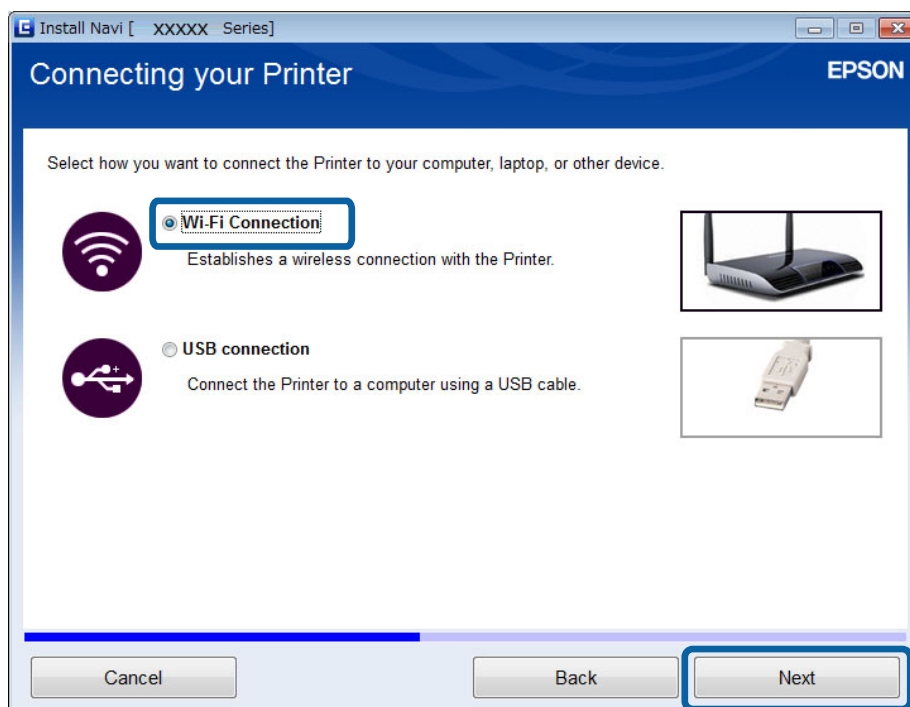 Install Navi [ XXXXX Series]
Connecting your Printer
EPSON
Select how you want to connect the Printer to your computer, laptop, or other device.
Wi-Fi Connection
Establishes a wireless connection with the Printer.
USB connection
Connect the Printer to a computer using a USB cable.
Cancel
Back
Next